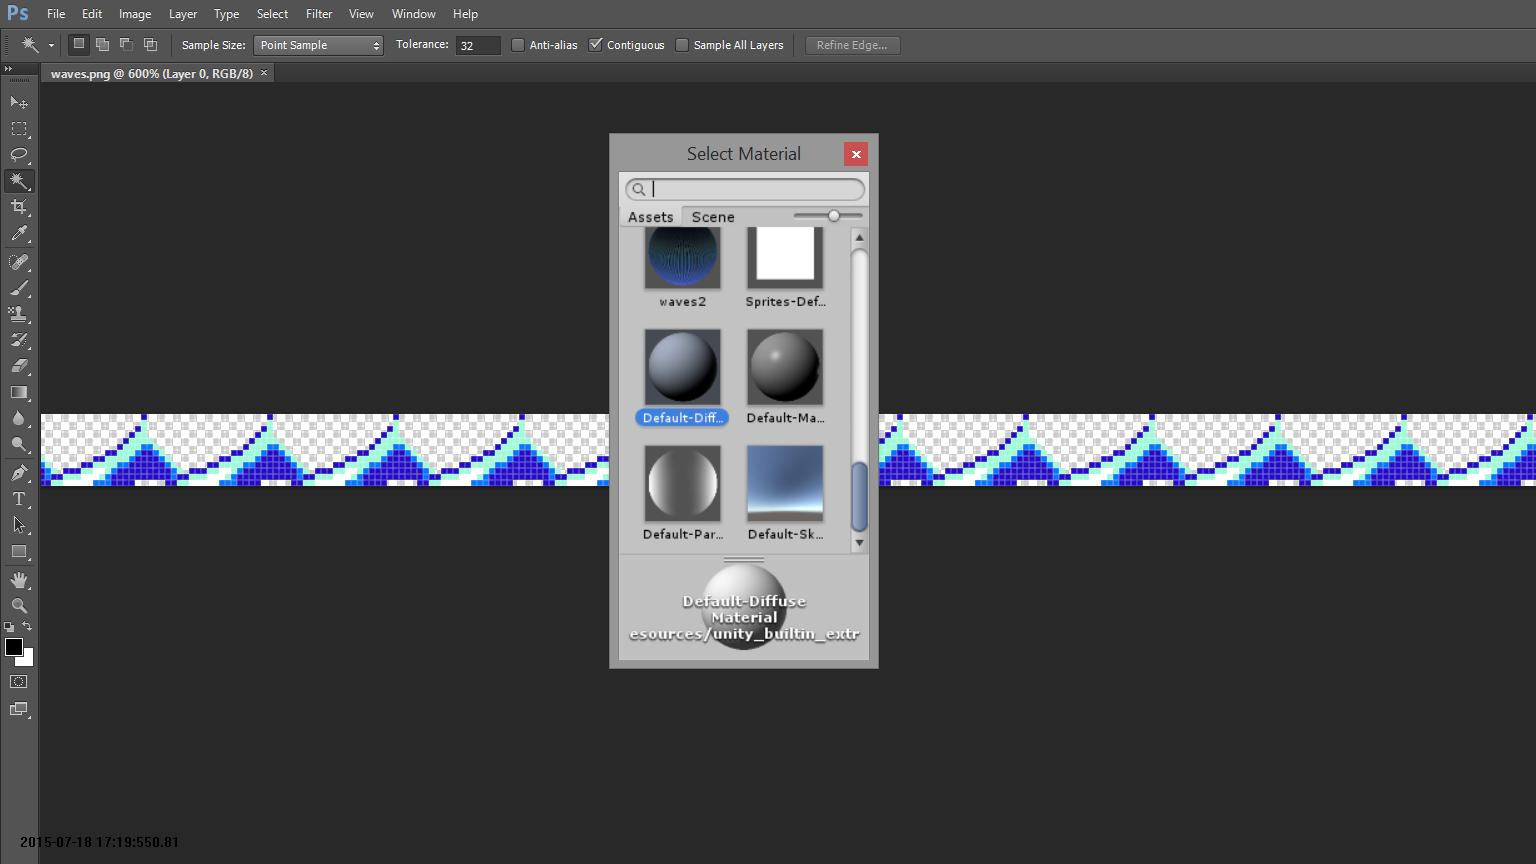 Ps File Edit Image Layer Type Select Filter View Window Help
Sample Size: Point Sample Tolerance: 32 Anti-alias Contiguous Sample All Layers Refine Edge...
waves.png @ 600% (Layer 0, RGB/8) ×
Select Material
Assets Scene
waves2 Sprites-Def...
Default-Diff... Default-Ma...
Default-Par... Default-Sk...
Default-Diffuse
Material
esources/unity_builtin_extr
T
2015-07-18 17:19:550.81